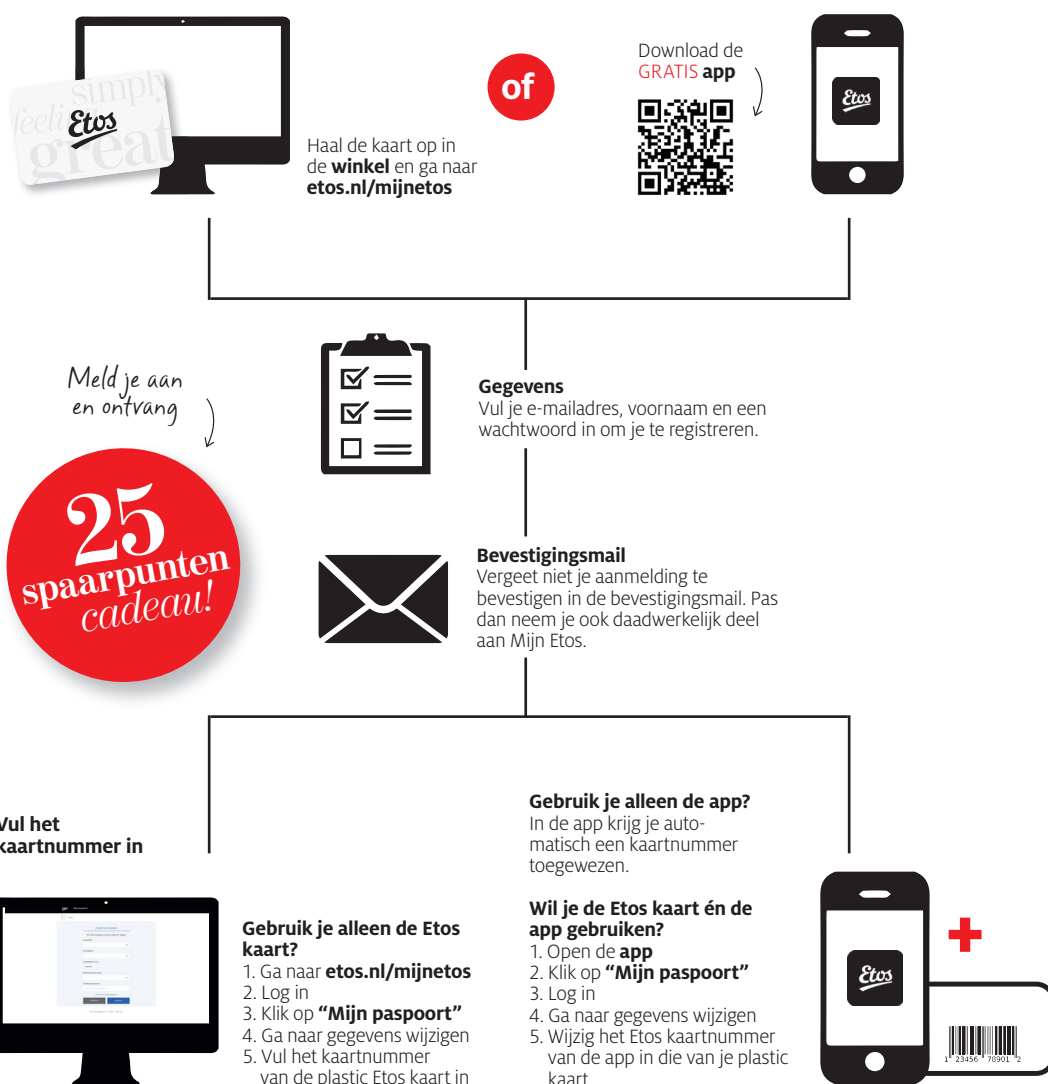 simply
feeling
great
Etos
Haal de kaart op in
de winkel en ga naar
etos.nl/mijnetos
of
Download de
GRATIS app
Etos
Gegevens
Vul je e-mailadres, voornaam en een
wachtwoord in om je te registreren.
Meld je aan
en ontvang
25
spaarpunten
cadeau!
Bevestigingsmail
Vergeet niet je aanmelding te
bevestigen in de bevestigingsmail. Pas
dan neem je ook daadwerkelijk deel
aan Mijn Etos.
Vul het
kaartnummer in
Gebruik je alleen de Etos
kaart?
1. Ga naar etos.nl/mijnetos
2. Log in
3. Klik op “Mijn paspoort”
4. Ga naar gegevens wijzigen
5. Vul het kaartnummer
van de plastic Etos kaart in
Gebruik je alleen de app?
In de app krijg je auto-
matisch een kaartnummer
toegewezen.
Wil je de Etos kaart én de
app gebruiken?
1. Open de app
2. Klik op “Mijn paspoort”
3. Log in
4. Ga naar gegevens wijzigen
5. Wijzig het Etos kaartnummer
van de app in die van je plastic
kaart
Etos
1 23456 78901 2